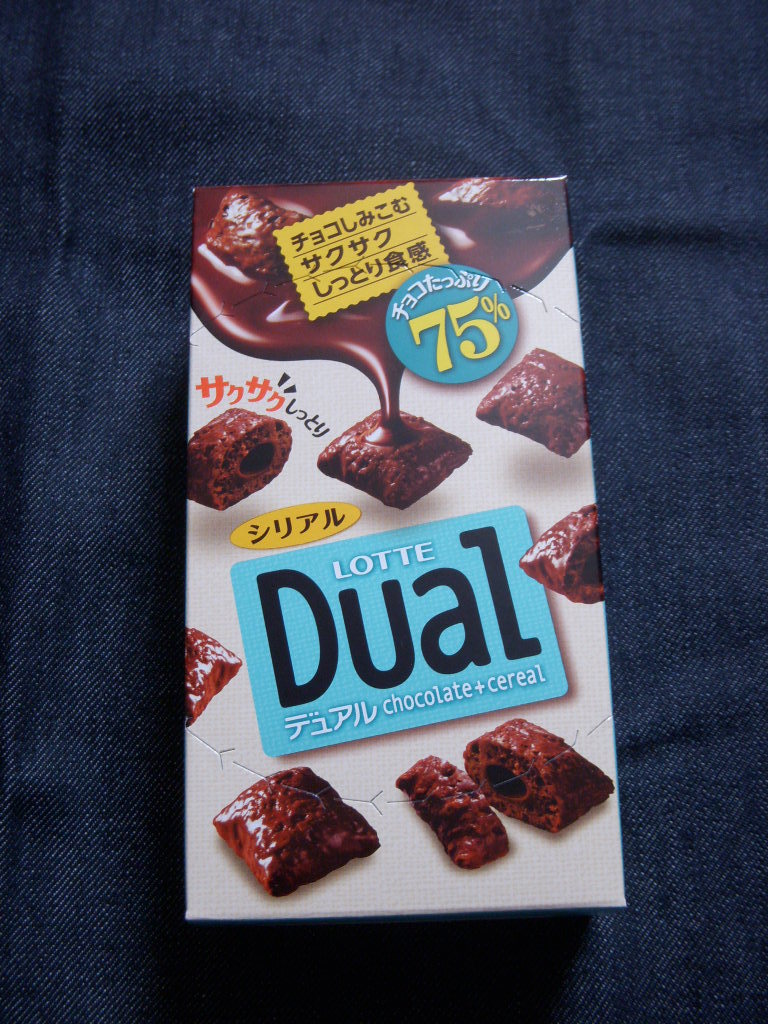 チョコしみこむ
サクサク
しっとり食感
チョコたっぷり
75%
サクサク
しっとり
シリアル
LOTTE
Dual
デュアル chocolate+cereal